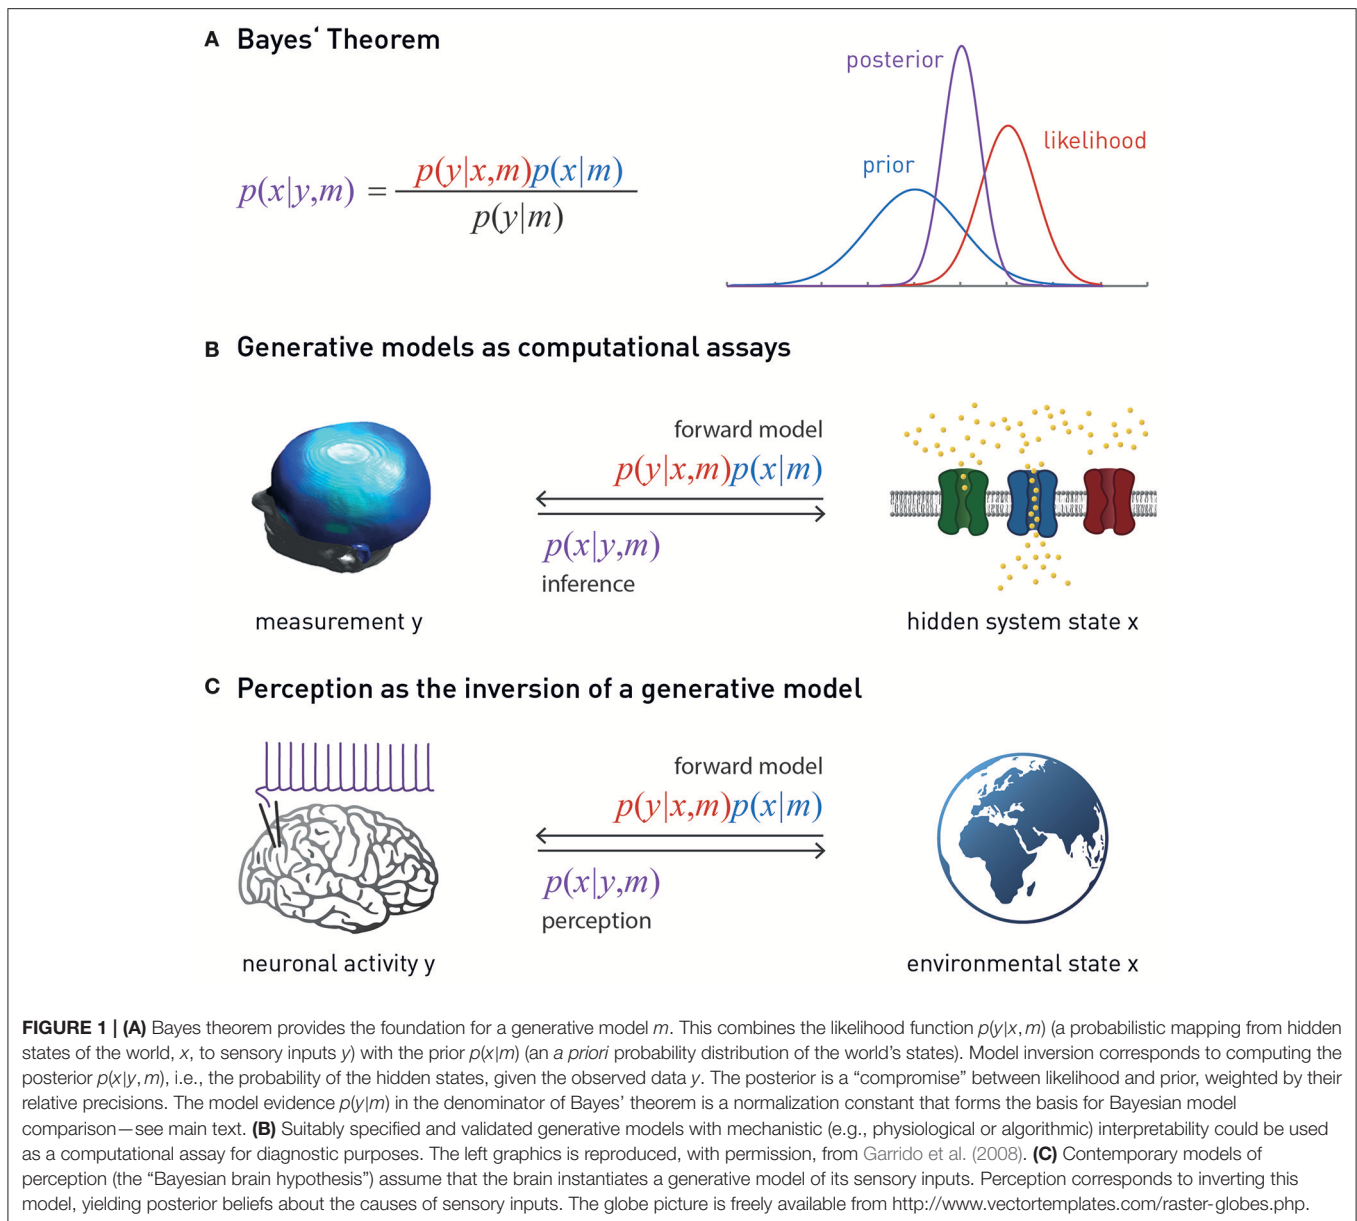 A Bayes‘ Theorem
posterior
likelihood
prior
p(x|y,m) = p(y|x,m)p(x|m)
p(y|m)
B Generative models as computational assays
forward model
p(y|x,m)p(x|m)
p(x|y,m)
inference
measurement y
hidden system state x
C Perception as the inversion of a generative model
forward model
p(y|x,m)p(x|m)
p(x|y,m)
perception
neuronal activity y
environmental state x
FIGURE 1 | (A) Bayes theorem provides the foundation for a generative model m. This combines the likelihood function p(y|x, m) (a probabilistic mapping from hidden
states of the world, x, to sensory inputs y) with the prior p(x|m) (an a priori probability distribution of the world's states). Model inversion corresponds to computing the
posterior p(x|y, m), i.e., the probability of the hidden states, given the observed data y. The posterior is a “compromise” between likelihood and prior, weighted by their
relative precisions. The model evidence p(y|m) in the denominator of Bayes' theorem is a normalization constant that forms the basis for Bayesian model
comparison—see main text. (B) Suitably specified and validated generative models with mechanistic (e.g., physiological or algorithmic) interpretability could be used
as a computational assay for diagnostic purposes. The left graphics is reproduced, with permission, from Garrido et al. (2008). (C) Contemporary models of
perception (the “Bayesian brain hypothesis”) assume that the brain instantiates a generative model of its sensory inputs. Perception corresponds to inverting this
model, yielding posterior beliefs about the causes of sensory inputs. The globe picture is freely available from http://www.vectortemplates.com/raster-globes.php.